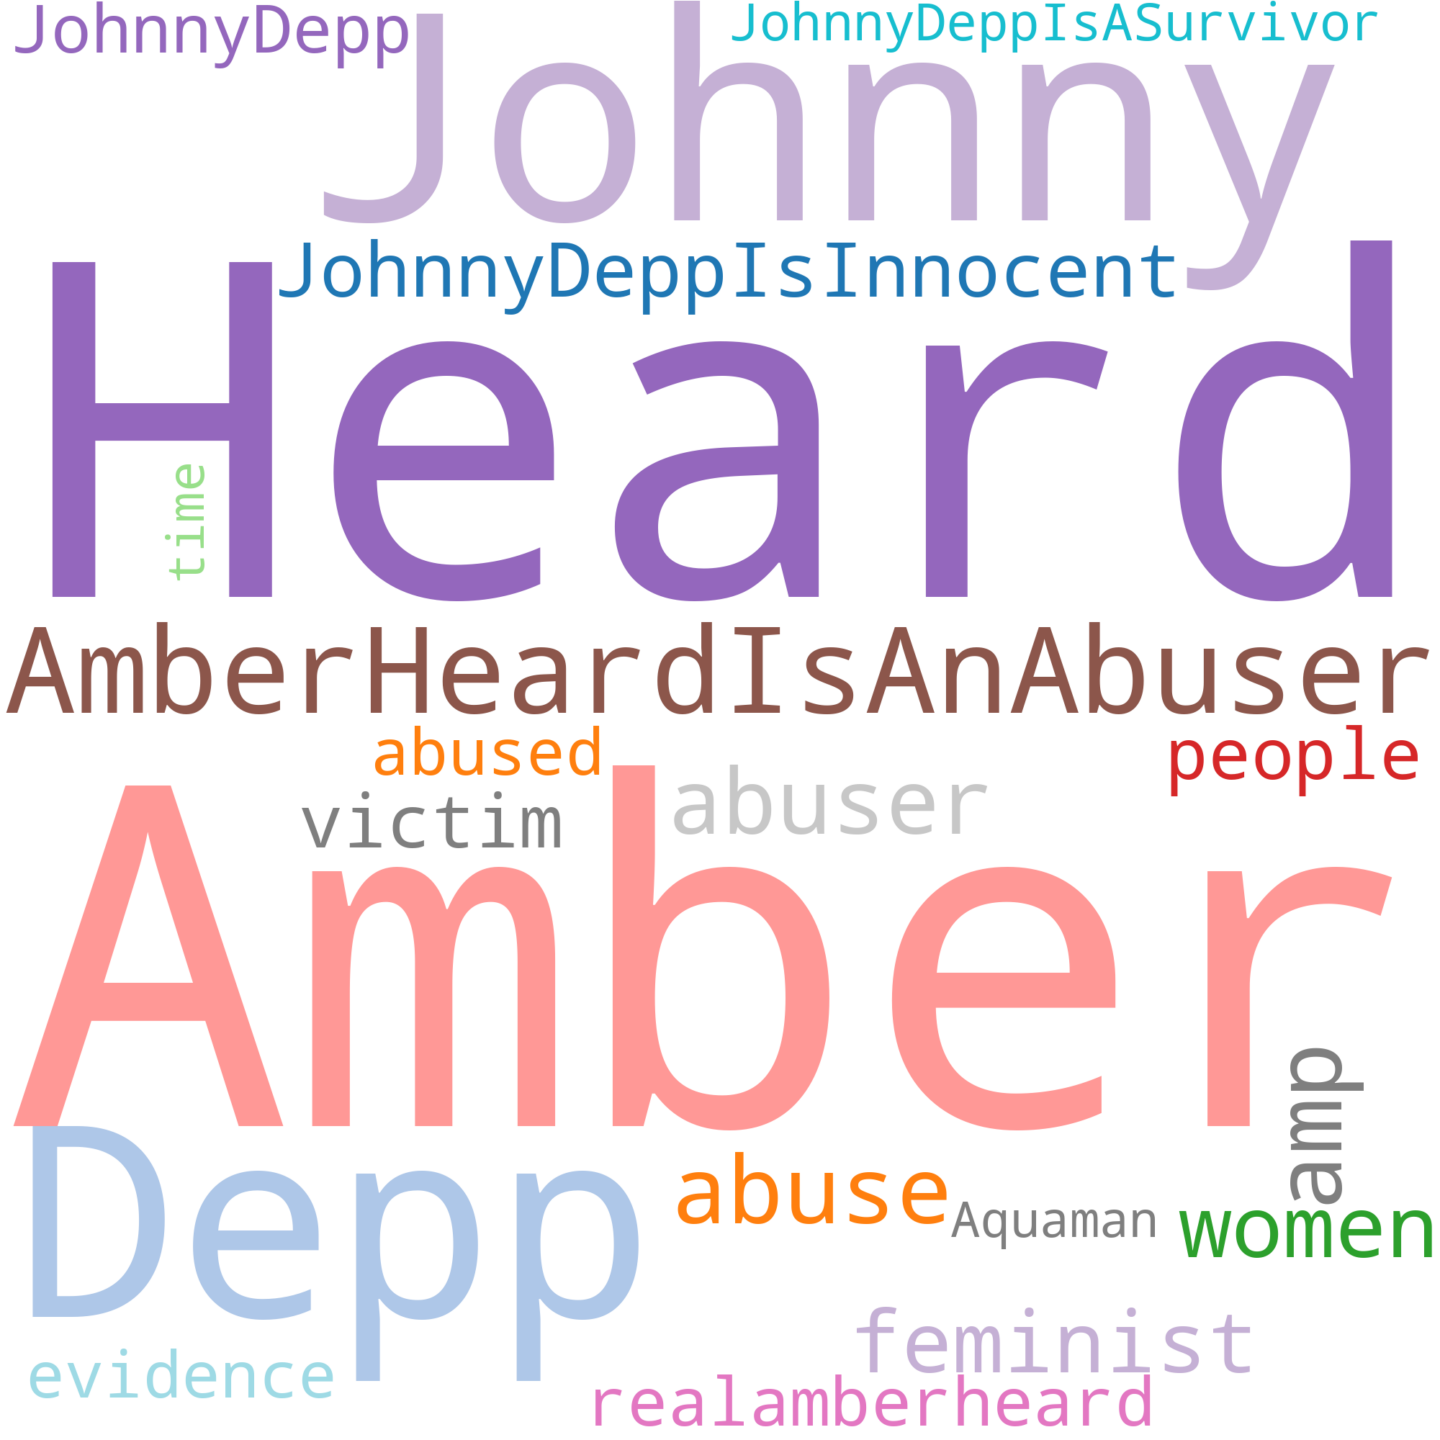 JohnnyDepp
JohnnyDeppIsASurvivor
Johnny
JohnnyDeppIsInnocent
Heard
time
AmberHeardIsAnAbuser
abused
people
victim
abuser
Amber
amp
Depp
abuse
Aquaman
women
feminist
evidence
realamberheard